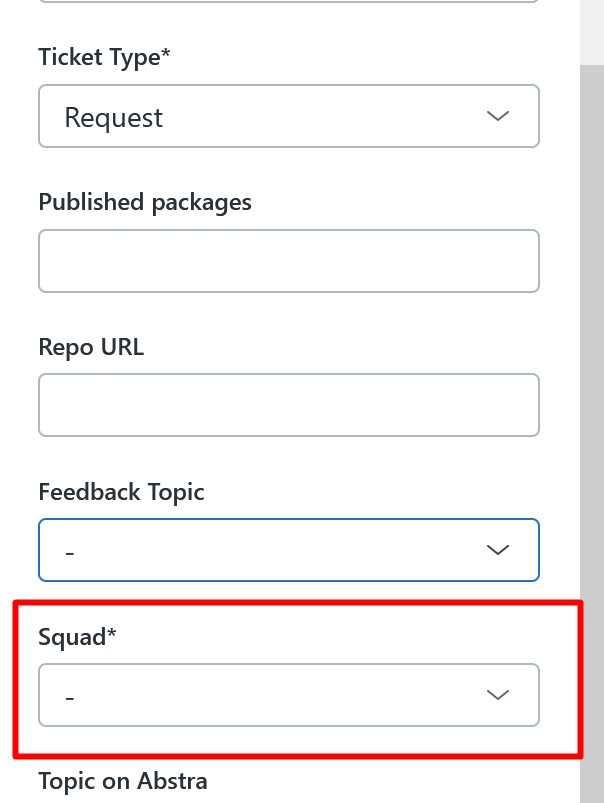 Ticket Type*
Request
Published packages
Repo URL
Feedback Topic
-
Squad*
-
Topic on Abstra